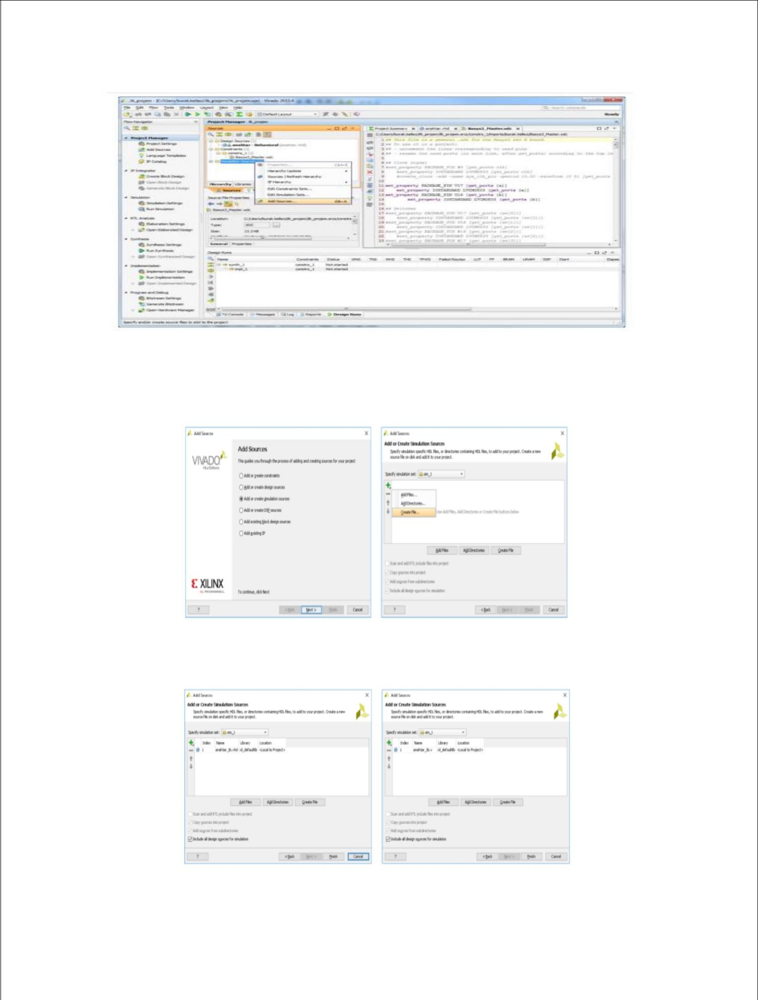 ilk_projem - [C:/Users/burak.kelleci/ilk_projem/ilk_projem.xpr] - Vivado 2015.4
File Edit Flow Tools Window Layout View Help
Search commands
Default Layout
Ready
Flow Navigator
Project Manager
Project Settings
Add Sources
Language Templates
IP Catalog
IP Integrator
Create Block Design
Open Block Design
Generate Block Design
Simulation
Simulation Settings
Run Simulation
RTL Analysis
Elaboration Settings
Open Elaborated Design
Synthesis
Synthesis Settings
Run Synthesis
Open Synthesized Design
Implementation
Implementation Settings
Run Implementation
Open Implemented Design
Program and Debug
Bitstream Settings
Generate Bitstream
Open Hardware Manager
Project Manager - ilk_projem
Sources
Design Sources (1)
anahtar - Behavioral (anahtar.vhd)
Constraints (1)
constrs_1 (1)
Basys3_Master.xdc
Simulation Sources
Properties... Ctrl+E
Hierarchy Update
Refresh Hierarchy
IP Hierarchy
Edit Constraints Sets...
Edit Simulation Sets...
Add Sources... Alt+A
Hierarchy Libraries
Sources
Source File Properties
Basys3_Master.xdc
Location: C:/Users/burak.kelleci/ilk_projem/ilk_projem.srcs/constrs
Type: XDC
Size:
General Properties
Project Summary anahtar.vhd Basys3_Master.xdc
C:/Users/burak.kelleci/ilk_projem/ilk_projem.srcs/constrs_1/imports/burak.kelleci/Basys3_Master.xdc
1 ## This file is a general .xdc for the Basys3 rev B board
2 ## To use it in a project:
3 ## - uncomment the lines corresponding to used pins
4 ## - rename the used ports (in each line, after get_ports) according to the top le
5
6 ## Clock signal
7 #set_property PACKAGE_PIN W5 [get_ports clk]
8 #set_property IOSTANDARD LVCMOS33 [get_ports clk]
9 #create_clock -add -name sys_clk_pin -period 10.00 -waveform {0 5} [get_ports
10
11 set_property PACKAGE_PIN V17 [get_ports {a}]
12 set_property IOSTANDARD LVCMOS33 [get_ports {a}]
13 set_property PACKAGE_PIN U16 [get_ports {b}]
14 set_property IOSTANDARD LVCMOS33 [get_ports {b}]
15
16 ## Switches
17 #set_property PACKAGE_PIN V17 [get_ports {sw[0]}]
18 #set_property IOSTANDARD LVCMOS33 [get_ports {sw[0]}]
19 #set_property PACKAGE_PIN V16 [get_ports {sw[1]}]
20 #set_property IOSTANDARD LVCMOS33 [get_ports {sw[1]}]
21 #set_property PACKAGE_PIN W16 [get_ports {sw[2]}]
22 #set_property IOSTANDARD LVCMOS33 [get_ports {sw[2]}]
23 #set_property PACKAGE_PIN W17 [get_ports {sw[3]}]
Design Runs
Name Constraints Status WNS TNS WHS THS TPWS Failed Routes LUT FF BRAM URAM DSP Start Elapsed
synth_1 constrs_1 Not started
impl_1 constrs_1 Not started
Tcl Console Messages Log Reports Design Runs
Specify and/or create source files to add to the project
Add Sources X
VIVADO
HLx Editions
Add Sources
This guides you through the process of adding and creating sources for your project
Add or create constraints
Add or create design sources
Add or create simulation sources
Add or create DSP sources
Add existing block design sources
Add existing IP
XILINX
ALL PROGRAMMABLE.
To continue, click Next
? < Back Next > Finish Cancel
Add Sources X
Add or Create Simulation Sources
Specify simulation specific HDL files, or directories containing HDL files, to add to your project. Create a new
source file on disk and add it to your project.
Specify simulation set: sim_1
Add Files...
Add Directories...
Create File...
Use Add Files, Add Directories or Create File buttons below
Add Files Add Directories Create File
Scan and add RTL include files into project
Copy sources into project
Add sources from subdirectories
Include all design sources for simulation
? < Back Next > Finish Cancel
Add Sources X
Add or Create Simulation Sources
Specify simulation specific HDL files, or directories containing HDL files, to add to your project. Create a new
source file on disk and add it to your project.
Specify simulation set: sim_1
Index Name Library Location
1 anahtar_tb.vhd xil_defaultlib <Local to Project>
Add Files Add Directories Create File
Scan and add RTL include files into project
Copy sources into project
Add sources from subdirectories
Include all design sources for simulation
? < Back Next > Finish Cancel
Add Sources X
Add or Create Simulation Sources
Specify simulation specific HDL files, or directories containing HDL files, to add to your project. Create a new
source file on disk and add it to your project.
Specify simulation set: sim_1
Index Name Library Location
1 anahtar_tb.v xil_defaultlib <Local to Project>
Add Files Add Directories Create File
Scan and add RTL include files into project
Copy sources into project
Add sources from subdirectories
Include all design sources for simulation
? < Back Next > Finish Cancel